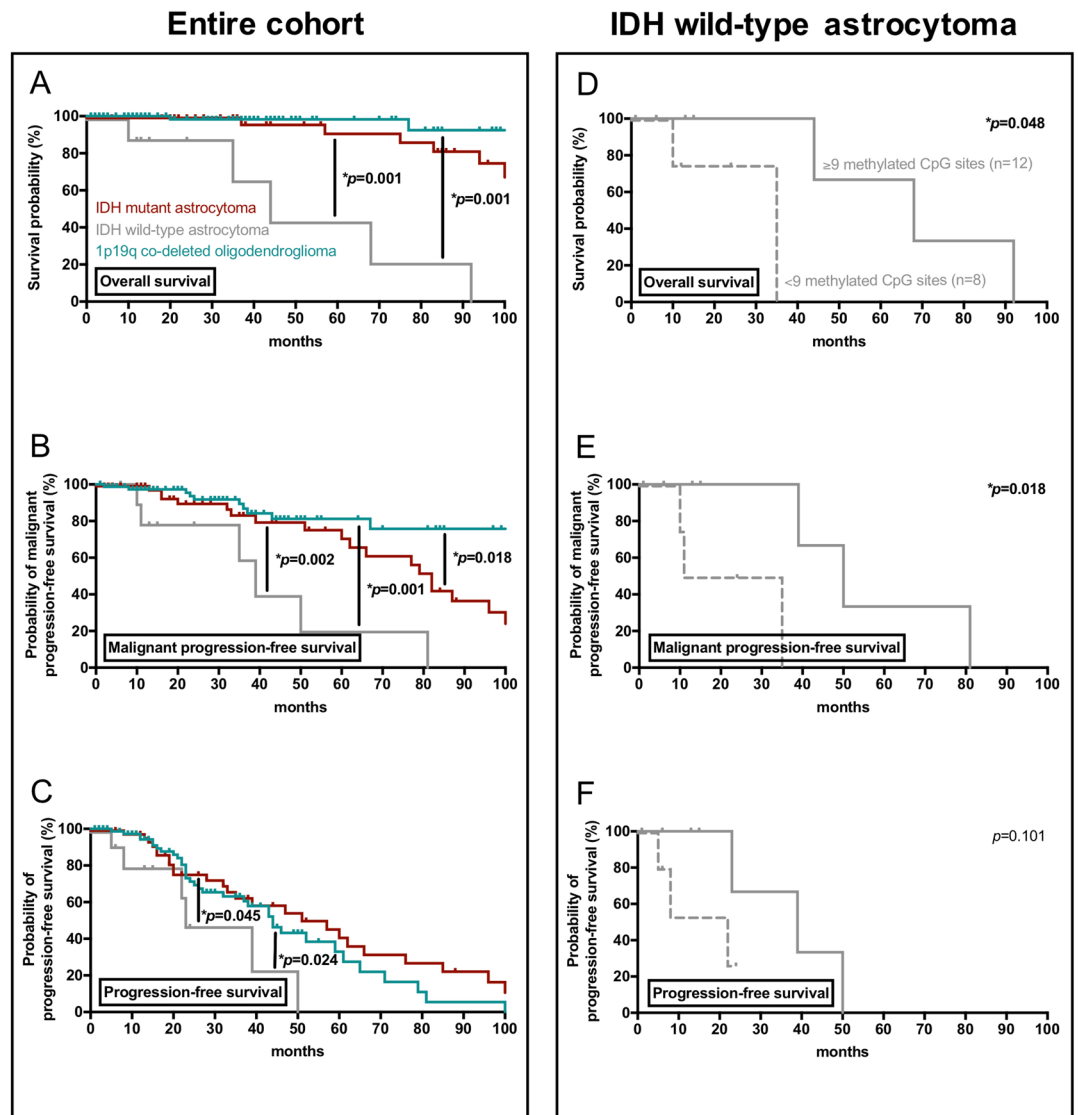 Entire cohort
IDH wild-type astrocytoma
A
Survival probability (%)
100
80
60
40
20
0
*p=0.001
*p=0.001
IDH mutant astrocytoma
IDH wild-type astrocytoma
1p19q co-deleted oligodendroglioma
Overall survival
0 10 20 30 40 50 60 70 80 90 100
months
B
Probability of malignant
progression-free survival (%)
100
80
60
40
20
0
*p=0.002
*p=0.018
*p=0.001
Malignant progression-free survival
0 10 20 30 40 50 60 70 80 90 100
months
C
Probability of
progression-free survival (%)
100
80
60
40
20
0
*p=0.045
*p=0.024
Progression-free survival
0 10 20 30 40 50 60 70 80 90 100
months
D
Survival probability (%)
100
80
60
40
20
0
*p=0.048
≥9 methylated CpG sites (n=12)
<9 methylated CpG sites (n=8)
Overall survival
0 10 20 30 40 50 60 70 80 90 100
months
E
Probability of malignant
progression-free survival (%)
100
80
60
40
20
0
*p=0.018
Malignant progression-free survival
0 10 20 30 40 50 60 70 80 90 100
months
F
Probability of
progression-free survival (%)
100
80
60
40
20
0
p=0.101
Progression-free survival
0 10 20 30 40 50 60 70 80 90 100
months